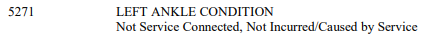 5271 LEFT ANKLE CONDITION
Not Service Connected, Not Incurred/Caused by Service